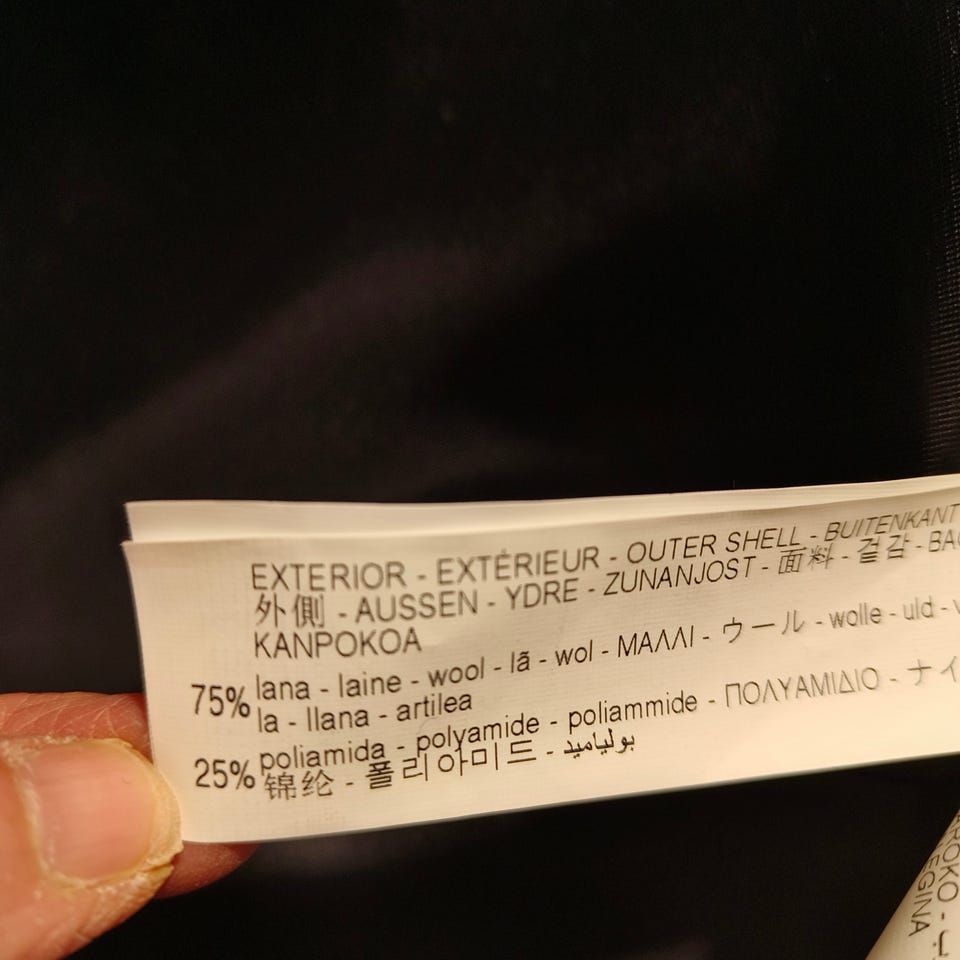 EXTERIOR - EXTÉRIEUR - OUTER SHELL - BUITENKANT
外側 - AUSSEN - YDRE - ZUNANJOST - 面料 - 겉감 -
KANPOKOA
75% lana - laine - wool - lã - wol - ΜΑΛΛΙ - ウール - wolle - uld -
la - llana - artilea
25% poliamida - polyamide - poliammide - ΠΟΛΥΑΜΙΔΙΟ -
锦纶 - 폴리아미드 - بولياميد